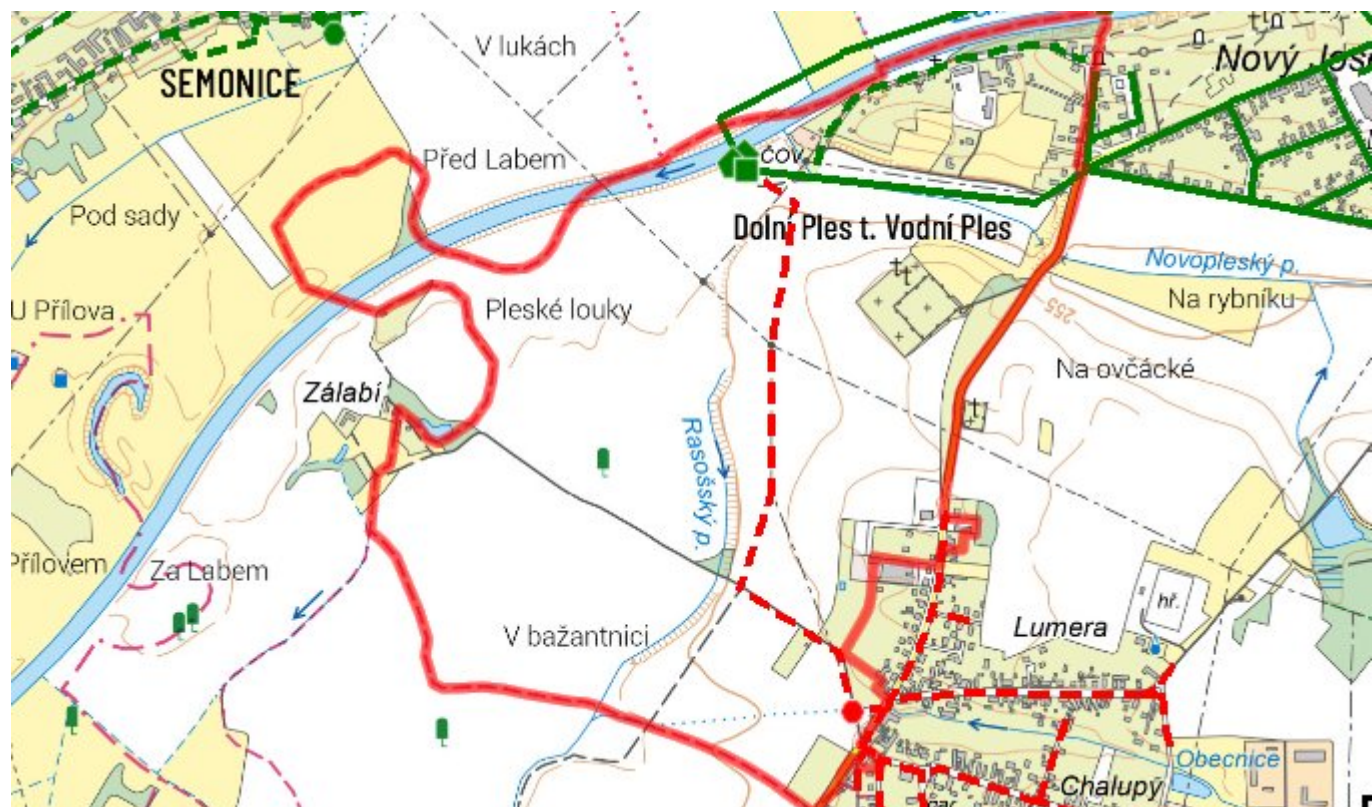 V lukách
Nový Jos
SEMONICE
Před Labem
ČOV
Pod sady
Dolní Ples t. Vodní Ples
Novopleský p.
U Přílova
Pleské louky
Na rybníku
255
Zálabí
Na ovčácké
Rasošský p.
Přílovem
Za Labem
hř.
V bažantnici
Lumera
Obecnice
Chalupy